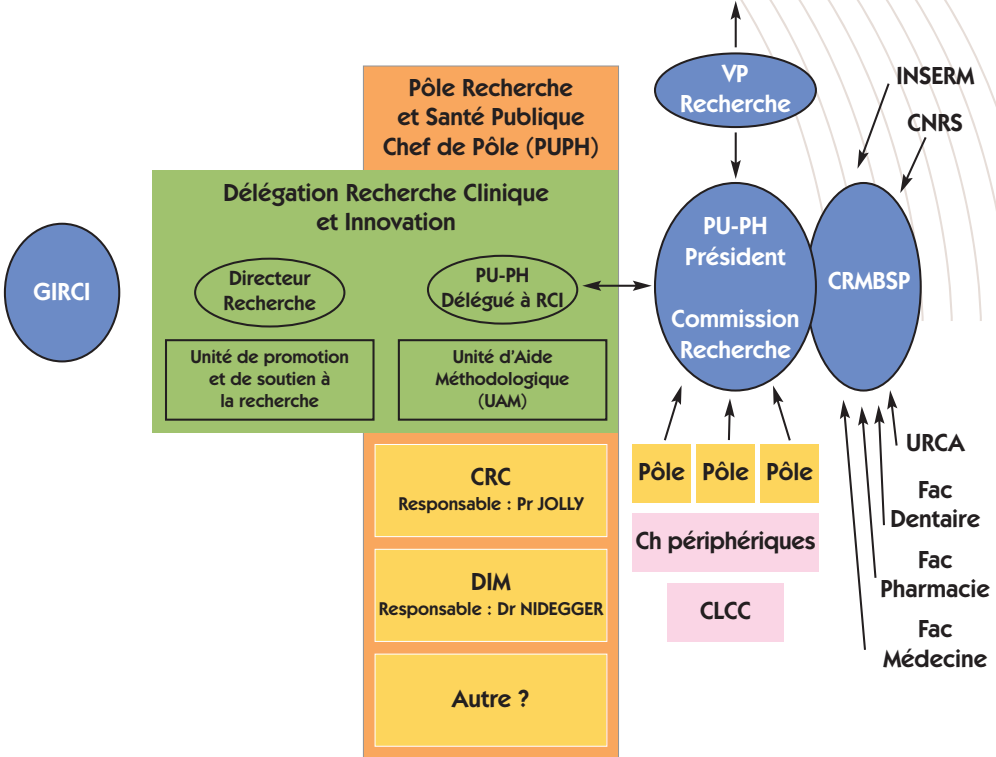 Pôle Recherche
et Santé Publique
Chef de Pôle (PUPH)
Délégation Recherche Clinique
et Innovation
Directeur
Recherche
PU-PH
Délégué à RCI
Unité de promotion
et de soutien à
la recherche
Unité d'Aide
Méthodologique
(UAM)
CRC
Responsable : Pr JOLLY
DIM
Responsable : Dr NIDEGGER
Autre ?
GIRCI
VP
Recherche
PU-PH
Président
Commission
Recherche
CRMBSP
INSERM
CNRS
Pôle
Pôle
Pôle
Ch périphériques
CLCC
URCA
Fac
Dentaire
Fac
Pharmacie
Fac
Médecine